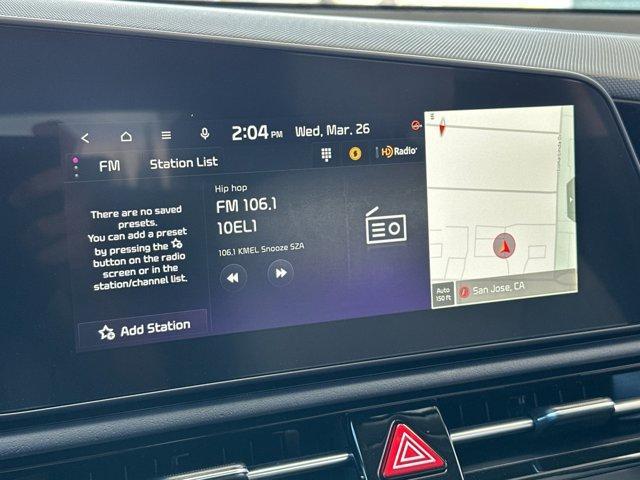 2:04 PM Wed, Mar. 26
FM Station List
HD Radio
There are no saved
presets.
You can add a preset
by pressing the
button on the radio
screen or in the
station/channel list.
Add Station
Hip hop
FM 106.1
10EL1
106.1 KMEL Snooze SZA
Auto
150 ft
San Jose, CA